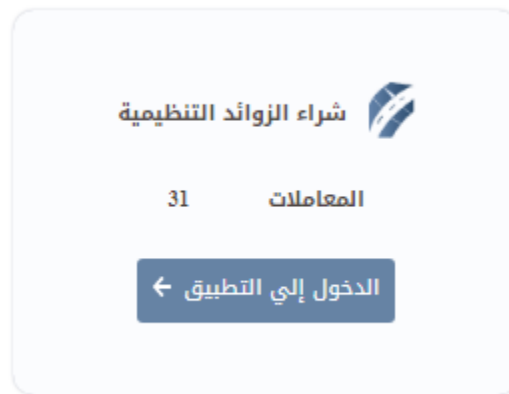 شراء الزوائد التنظيمية
المعاملات 31
الدخول إلي التطبيق ←